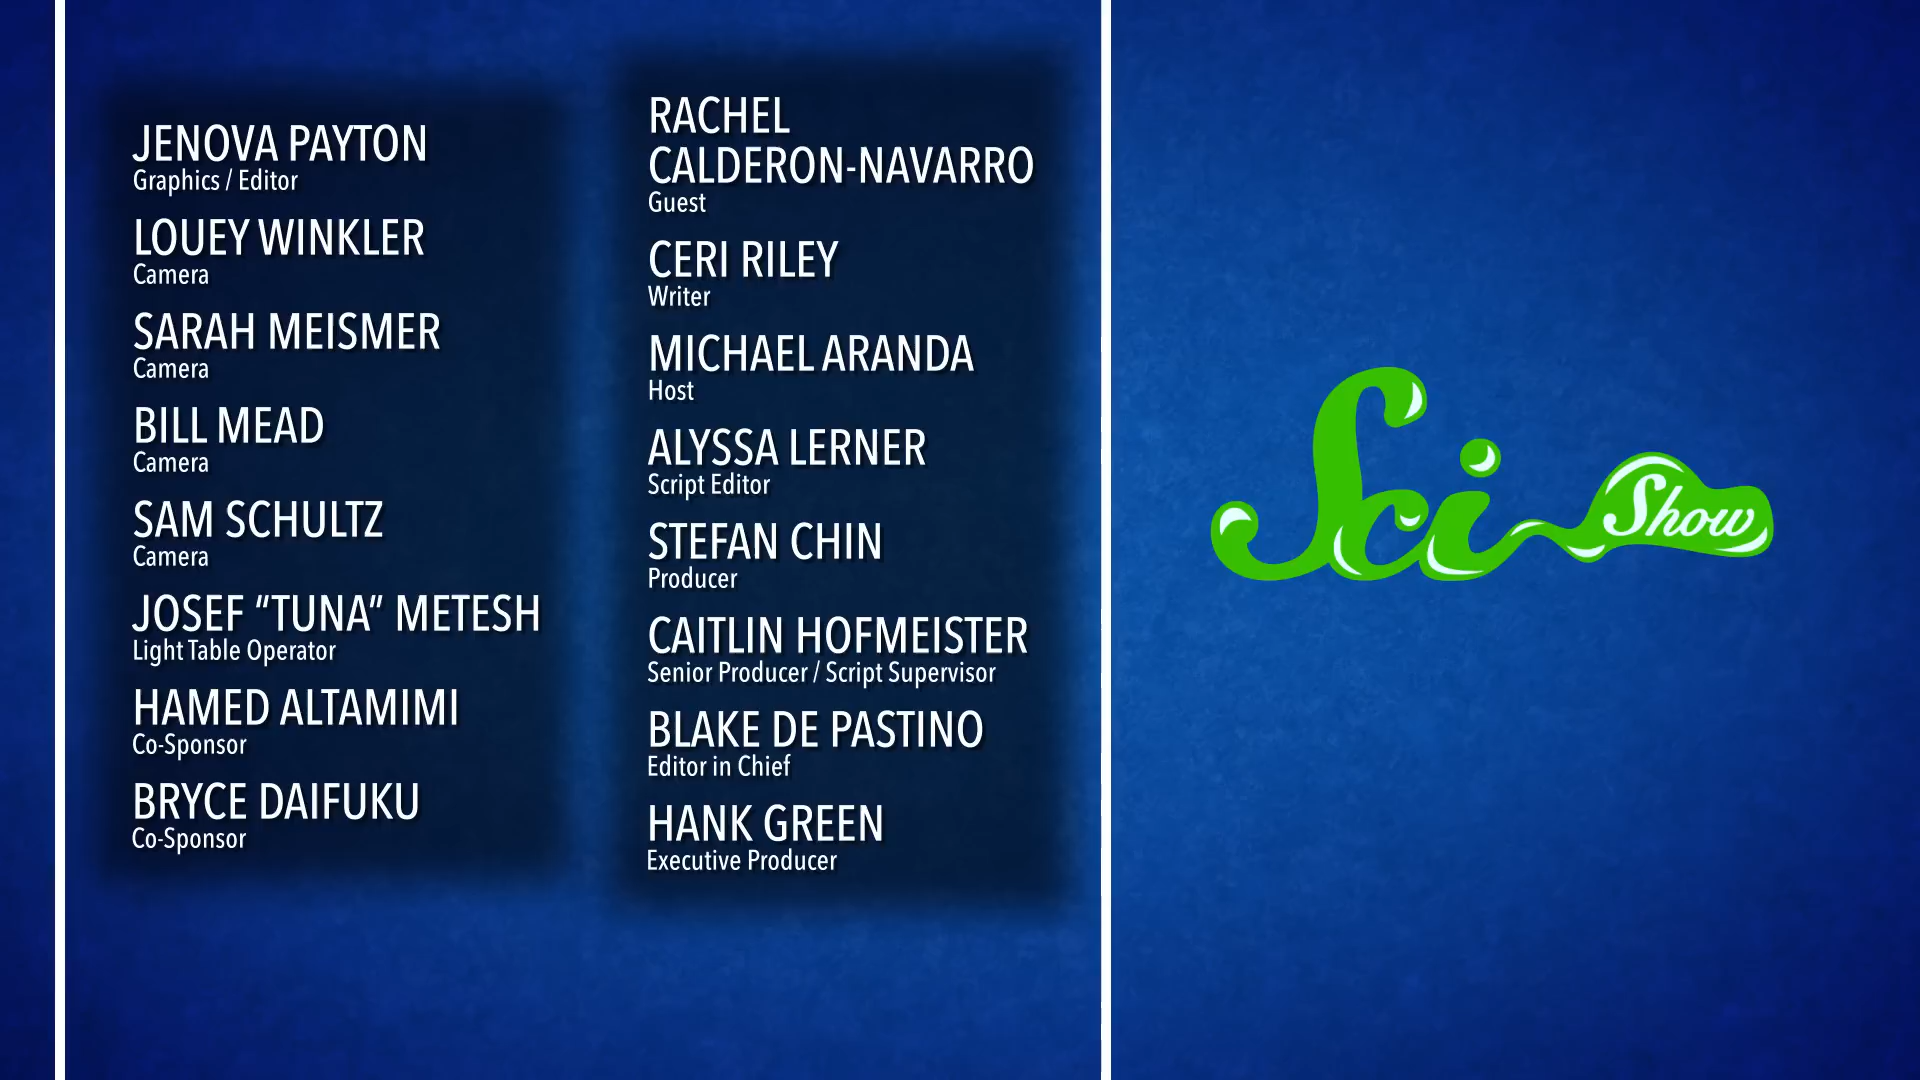 JENOVA PAYTON
Graphics / Editor
LOUEY WINKLER
Camera
SARAH MEISMER
Camera
BILL MEAD
Camera
SAM SCHULTZ
Camera
JOSEF “TUNA” METESH
Light Table Operator
HAMED ALTAMIMI
Co-Sponsor
BRYCE DAIFUKU
Co-Sponsor
RACHEL
CALDERON-NAVARRO
Guest
CERI RILEY
Writer
MICHAEL ARANDA
Host
ALYSSA LERNER
Script Editor
STEFAN CHIN
Producer
CAITLIN HOFMEISTER
Senior Producer / Script Supervisor
BLAKE DE PASTINO
Editor in Chief
HANK GREEN
Executive Producer
Sci Show